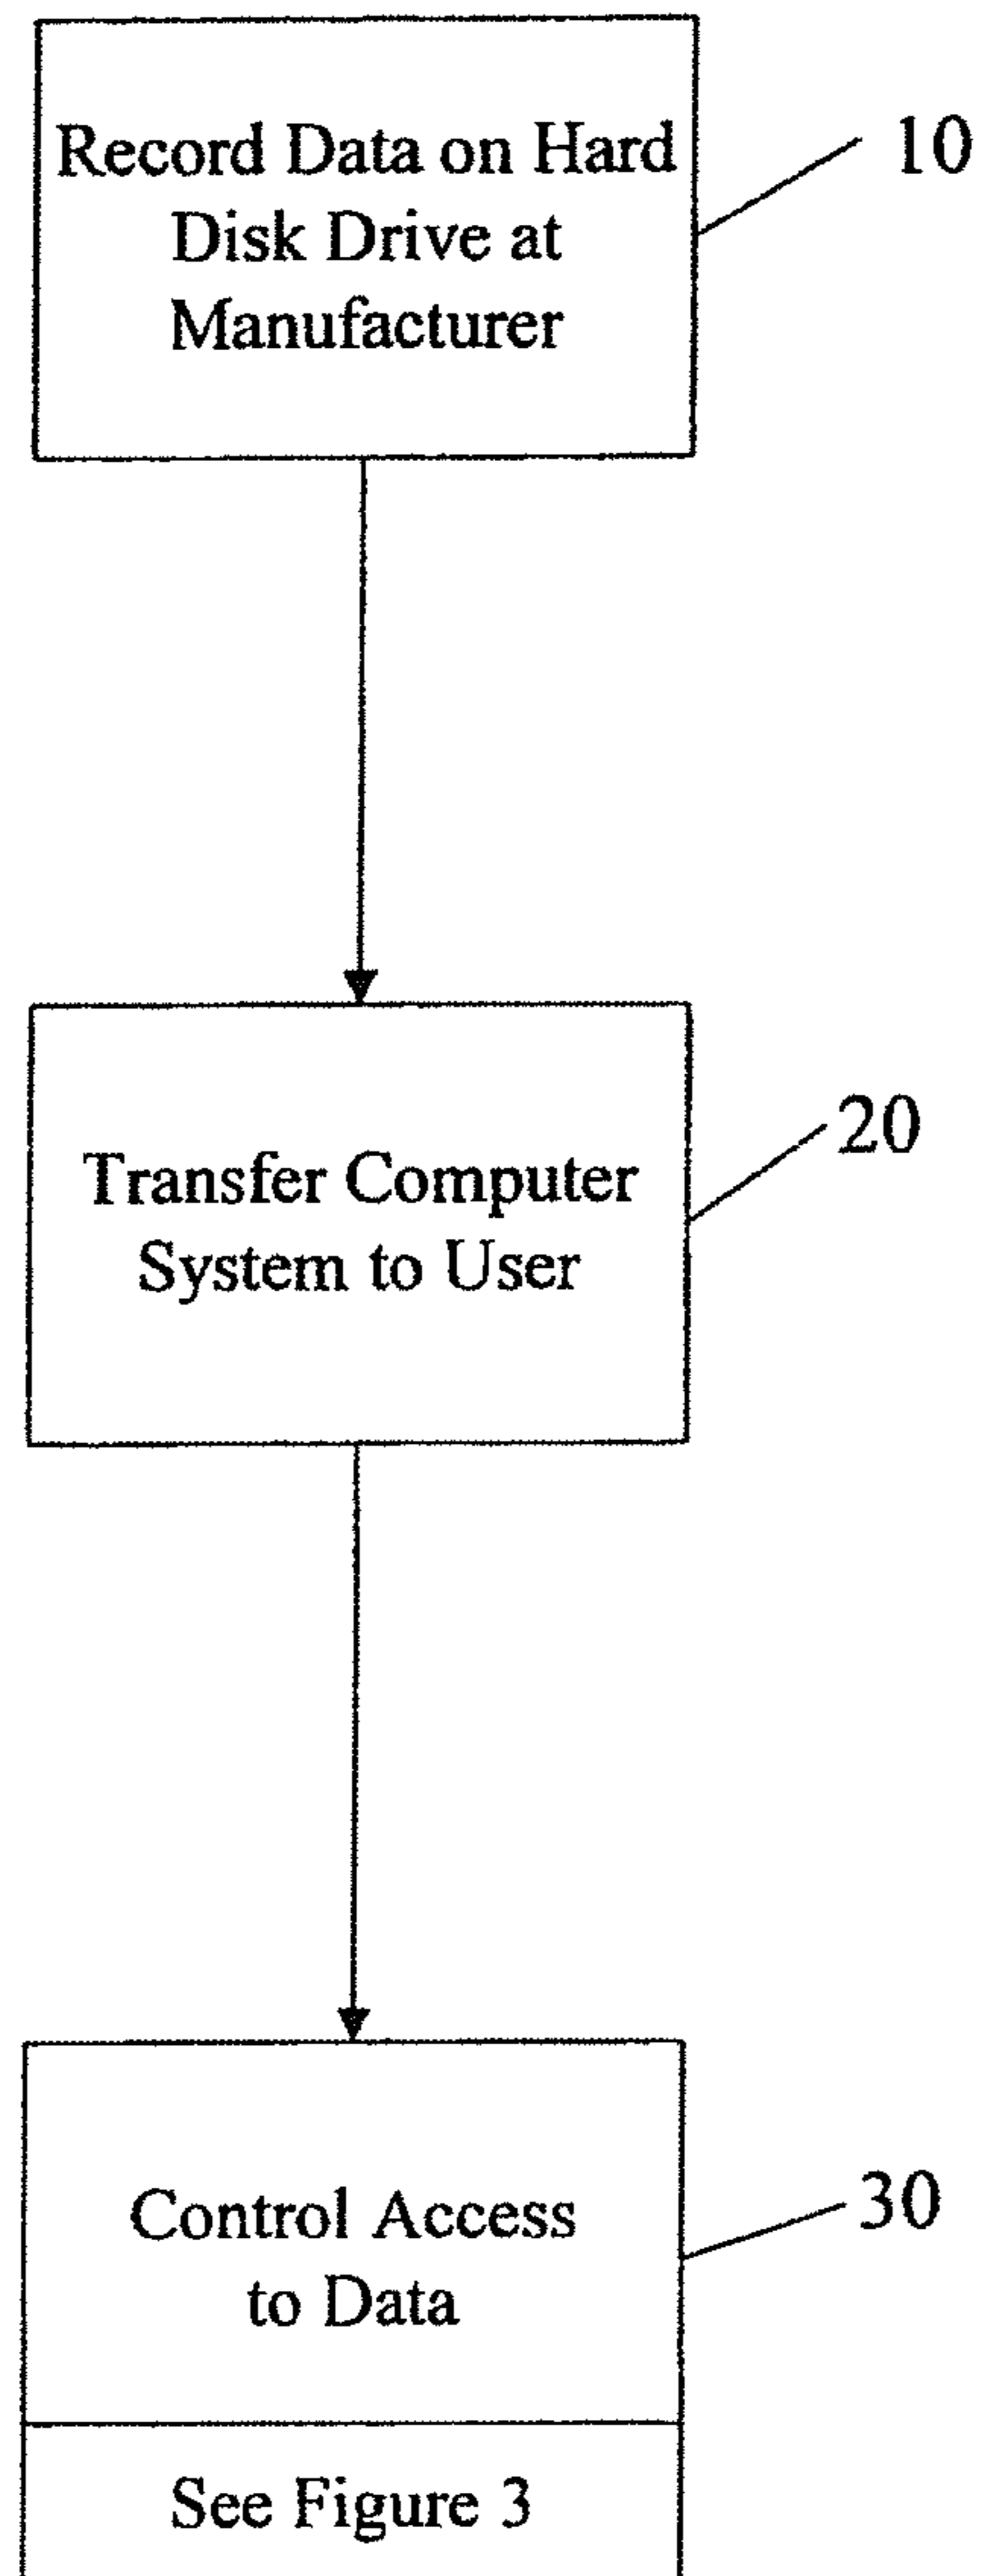 Record Data on Hard
Disk Drive at
Manufacturer
10
Transfer Computer
System to User
20
Control Access
to Data
30
See Figure 3